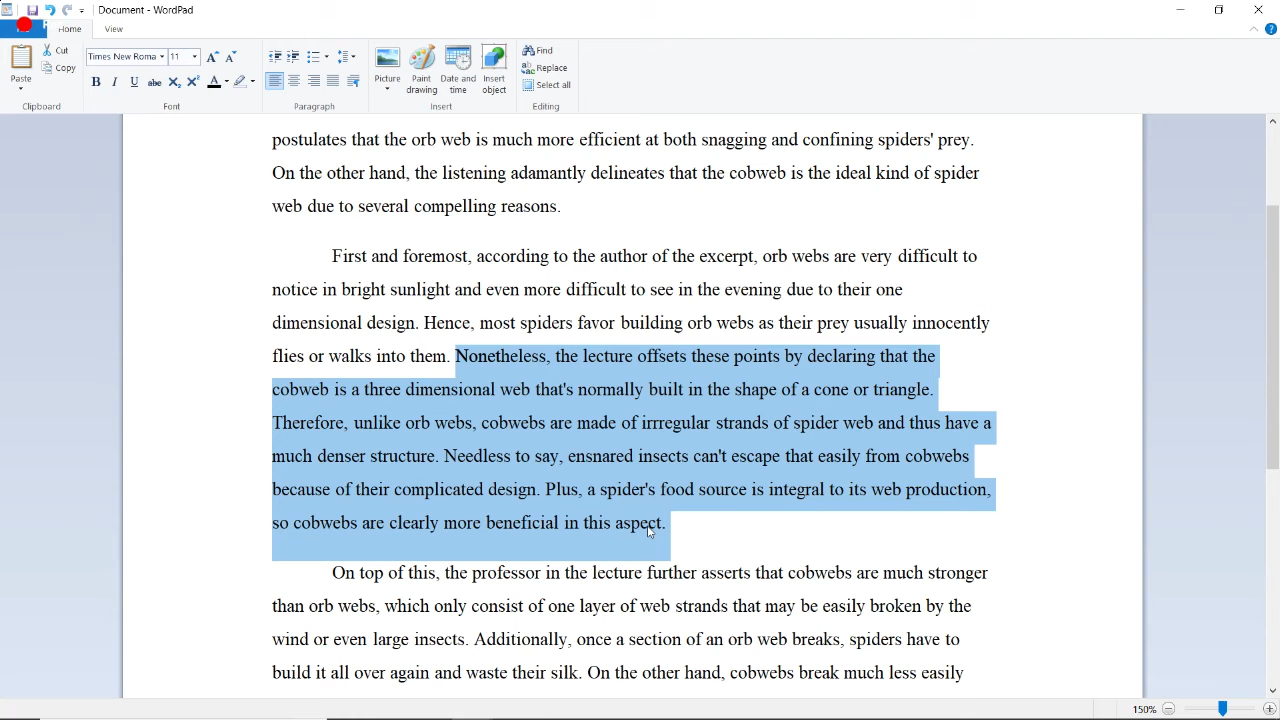 Document - WordPad
Home
View
Paste
Cut
Copy
Clipboard
Times New Roma
11
Font
Paragraph
Picture
Paint drawing
Date and time
Insert object
Insert
Find
Replace
Select all
Editing
postulates that the orb web is much more efficient at both snagging and confining spiders' prey.
On the other hand, the listening adamantly delineates that the cobweb is the ideal kind of spider
web due to several compelling reasons.
First and foremost, according to the author of the excerpt, orb webs are very difficult to
notice in bright sunlight and even more difficult to see in the evening due to their one
dimensional design. Hence, most spiders favor building orb webs as their prey usually innocently
flies or walks into them. Nonetheless, the lecture offsets these points by declaring that the
cobweb is a three dimensional web that's normally built in the shape of a cone or triangle.
Therefore, unlike orb webs, cobwebs are made of irrregular strands of spider web and thus have a
much denser structure. Needless to say, ensnared insects can't escape that easily from cobwebs
because of their complicated design. Plus, a spider's food source is integral to its web production,
so cobwebs are clearly more beneficial in this aspect.
On top of this, the professor in the lecture further asserts that cobwebs are much stronger
than orb webs, which only consist of one layer of web strands that may be easily broken by the
wind or even large insects. Additionally, once a section of an orb web breaks, spiders have to
build it all over again and waste their silk. On the other hand, cobwebs break much less easily
150%